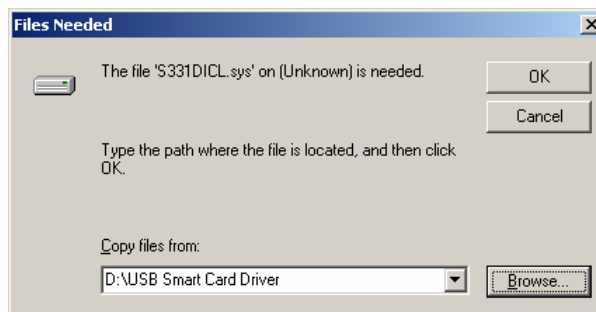 Files Needed
The file 'S331DICL.sys' on (Unknown) is needed.
OK
Cancel
Type the path where the file is located, and then click
OK.
Copy files from:
D:\USB Smart Card Driver
Browse...